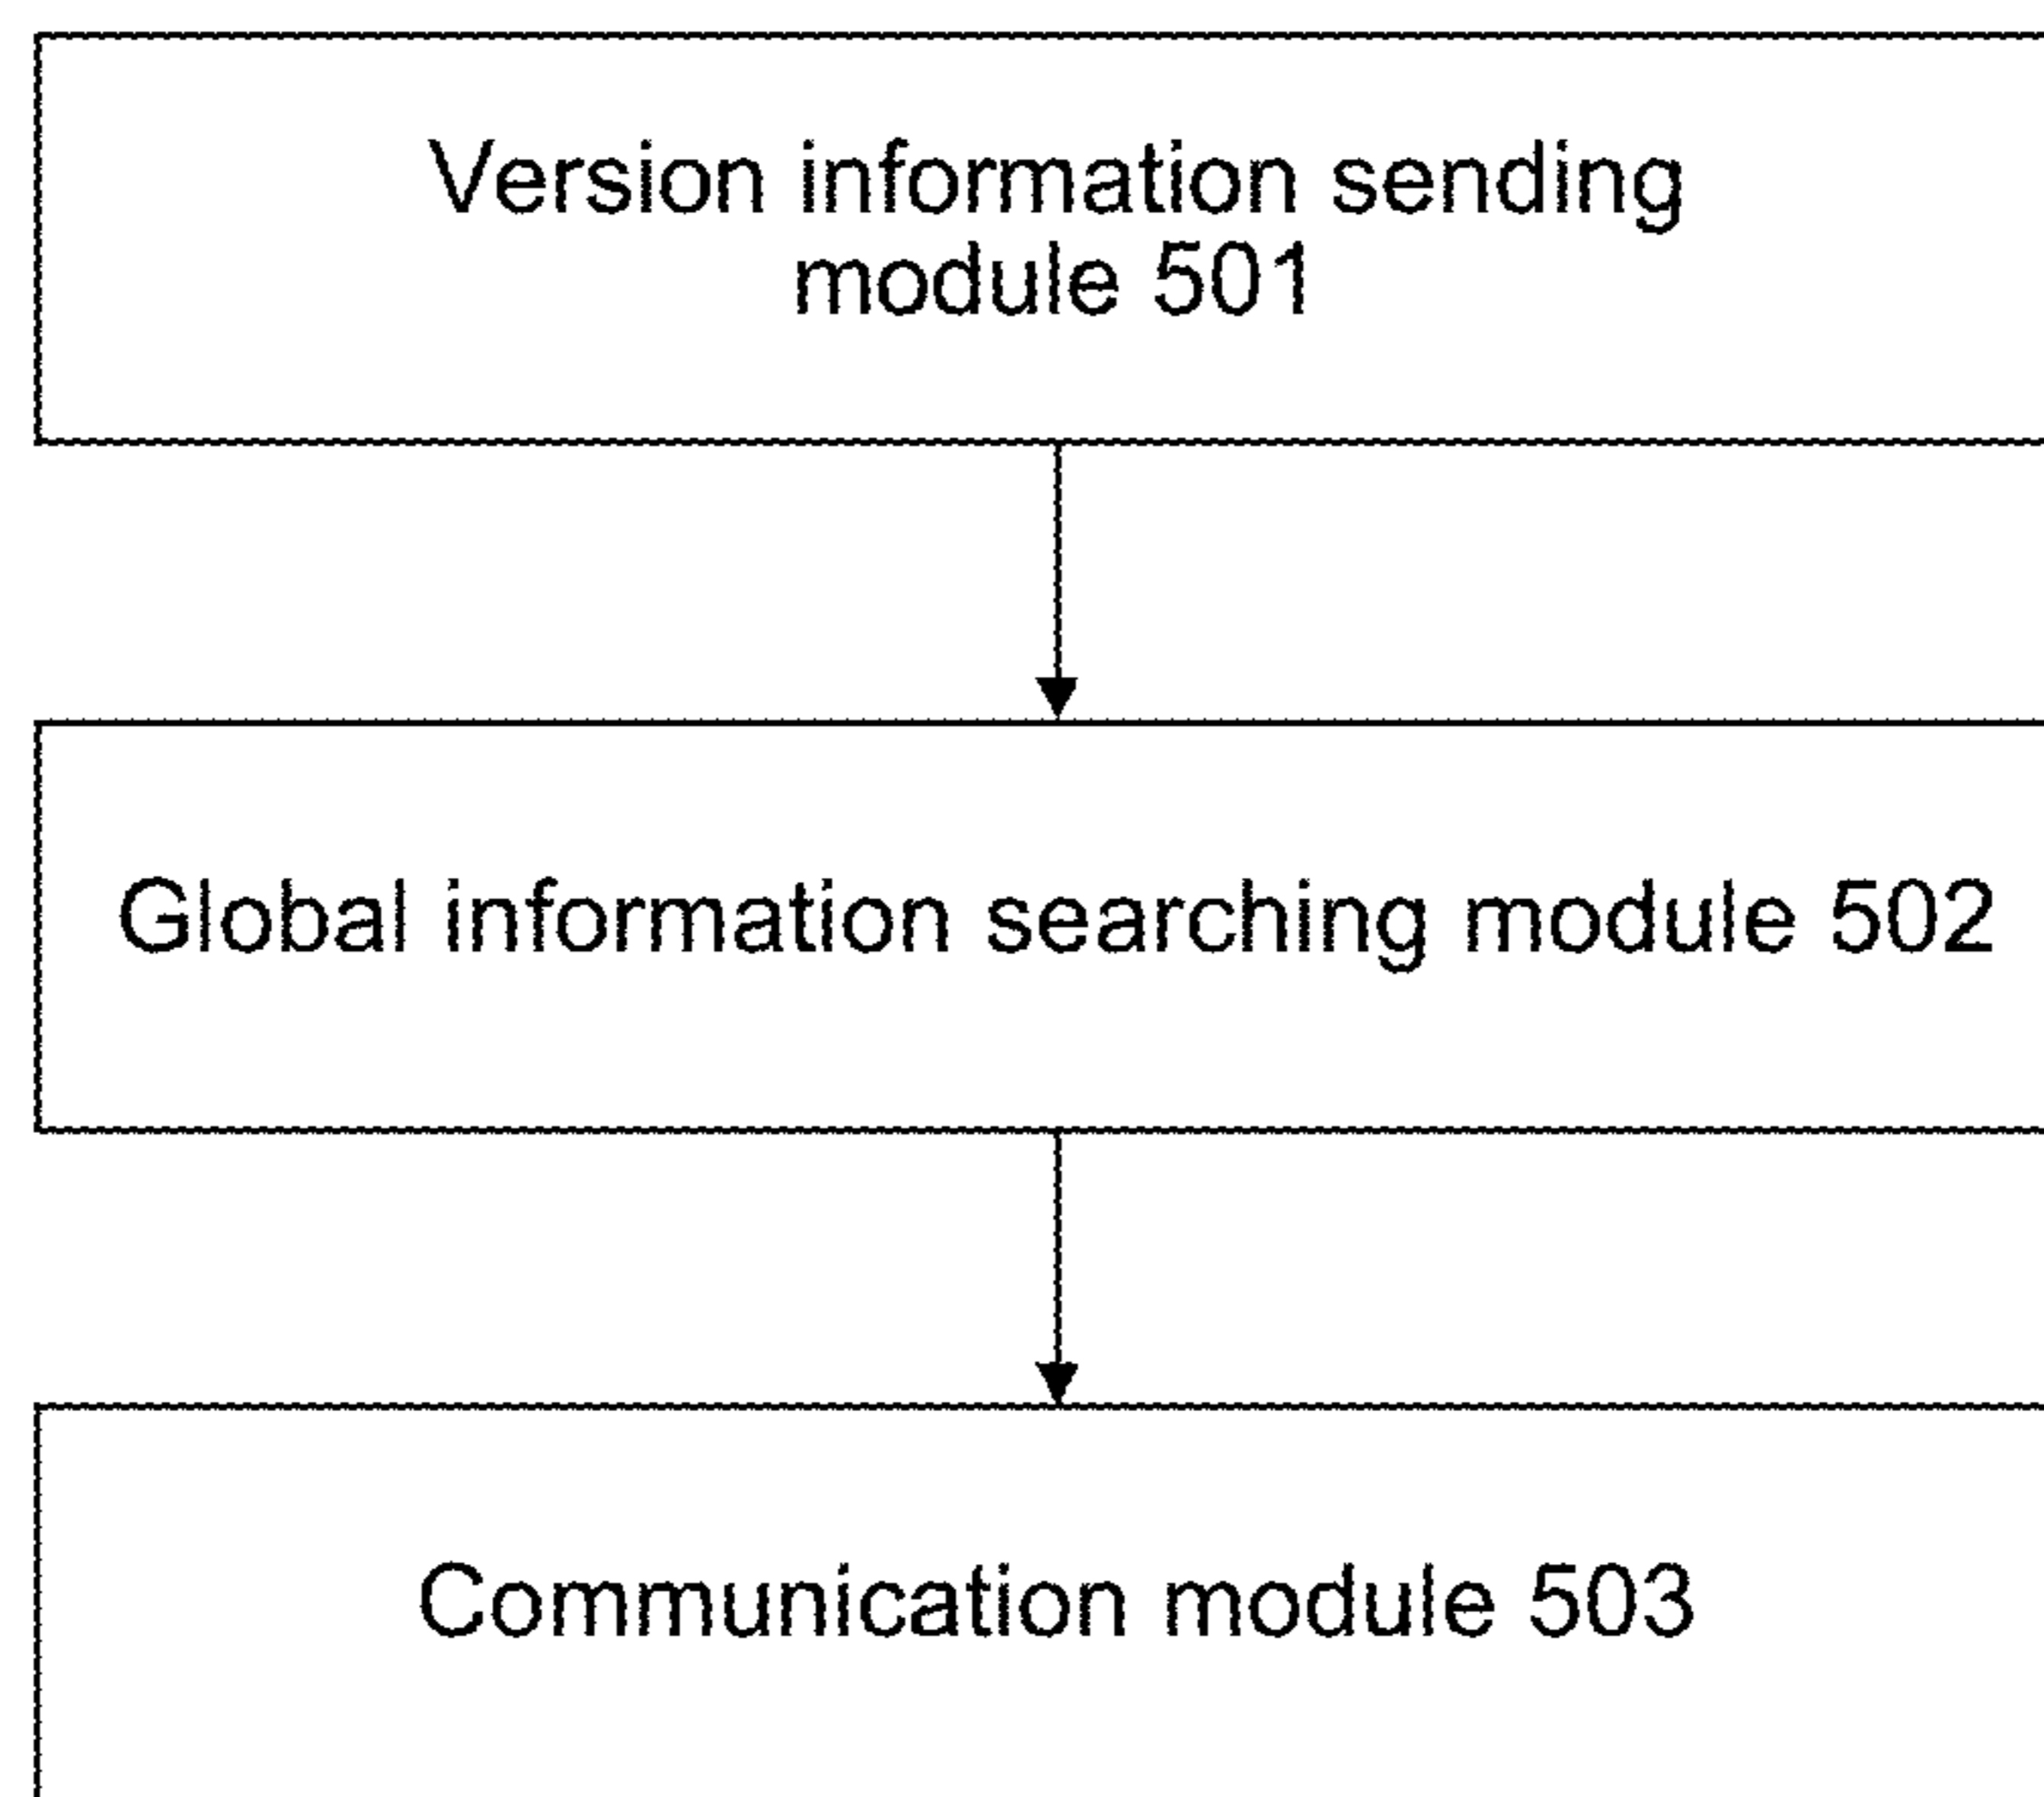 Version information sending
module 501
Global information searching module 502
Communication module 503